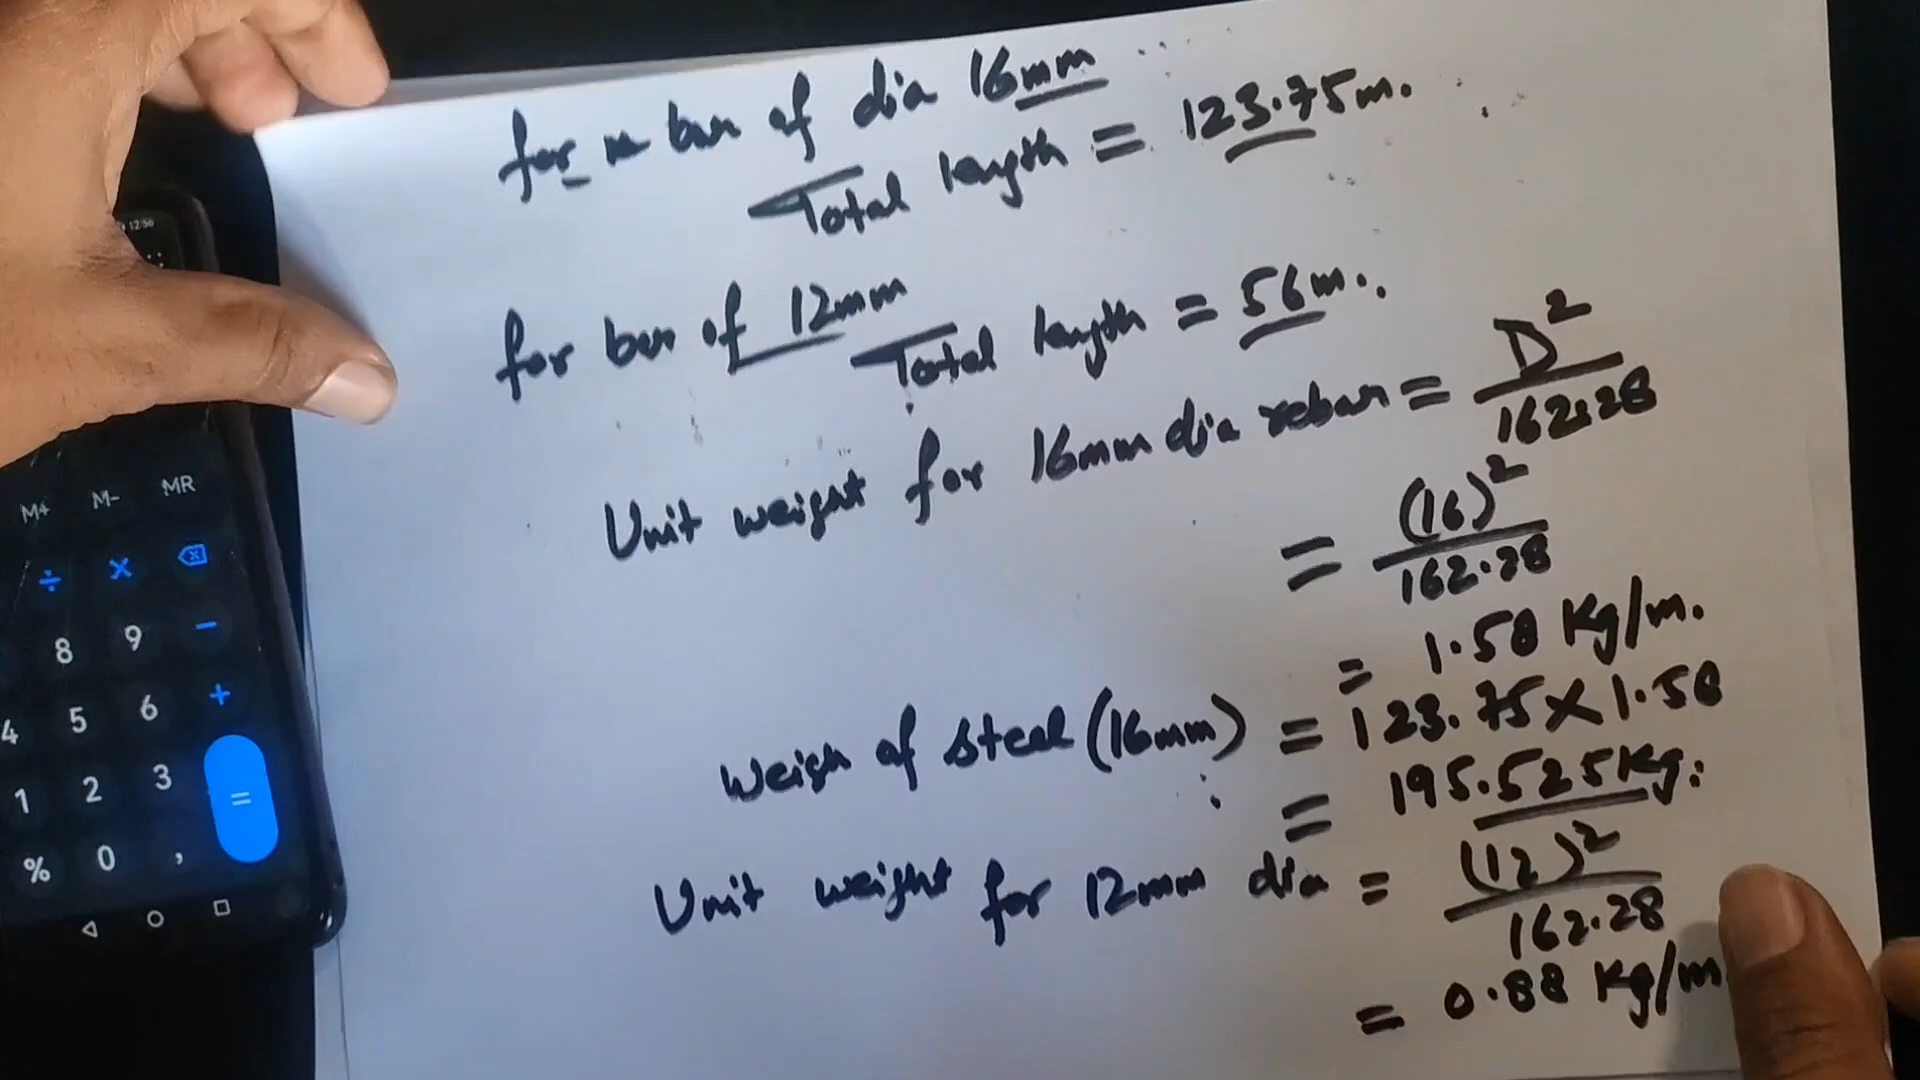 for bar of dia 16mm
Total length = 123.75m.
for bar of 12mm
Total length = 56m.
Unit weight for 16mm dia rebar = D²/162.28
= (16)²/162.28
= 1.58 Kg/m.
Weigh of steel (16mm) = 123.75 X 1.58
= 195.525 Kg.
Unit weight for 12mm dia = (12)²/162.28
= 0.88 Kg/m
12:50
M+ M- MR
÷ X
8 9 −
4 5 6 +
1 2 3 =
% 0 ,